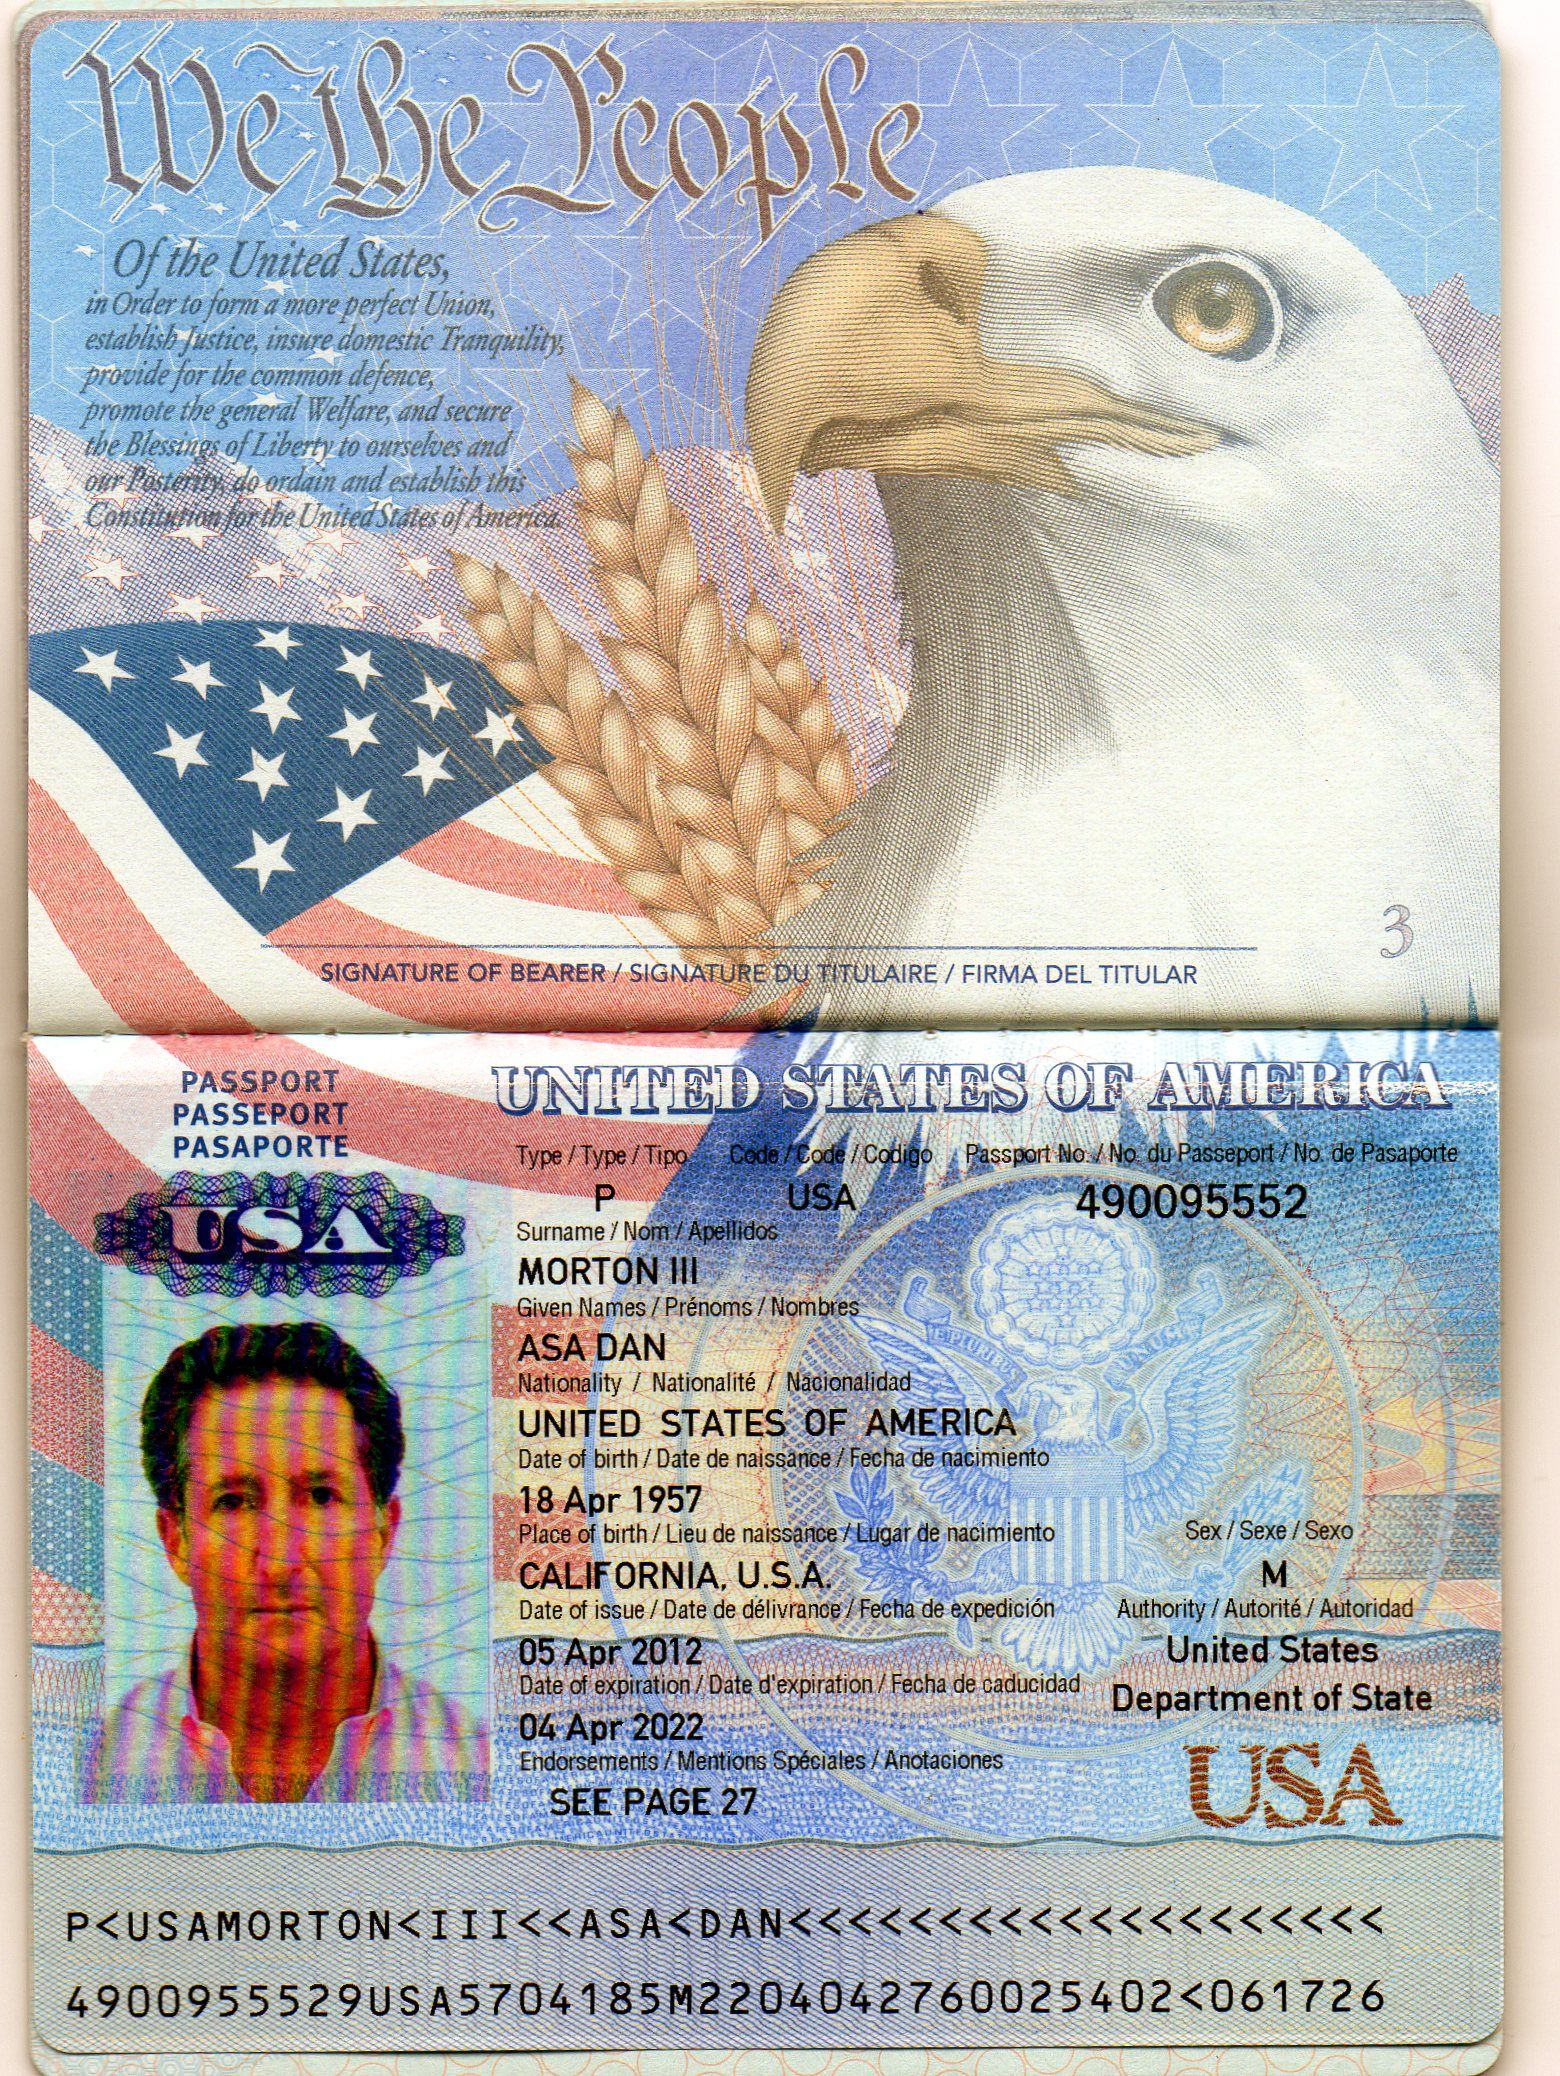 We the People
Of the United States,
in Order to form a more perfect Union,
establish Justice, insure domestic Tranquility,
provide for the common defence,
promote the general Welfare, and secure
the Blessings of Liberty to ourselves and
our Posterity, do ordain and establish this
Constitution for the United States of America.
3
SIGNATURE OF BEARER / SIGNATURE DU TITULAIRE / FIRMA DEL TITULAR
PASSPORT
PASSEPORT
PASAPORTE
USA
UNITED STATES OF AMERICA
Type / Type / Tipo Code / Code / Codigo Passport No. / No. du Passeport / No. de Pasaporte
P USA 490095552
Surname / Nom / Apellidos
MORTON III
Given Names / Prénoms / Nombres
ASA DAN
Nationality / Nationalité / Nacionalidad
UNITED STATES OF AMERICA
Date of birth / Date de naissance / Fecha de nacimiento
18 Apr 1957
Place of birth / Lieu de naissance / Lugar de nacimiento Sex / Sexe / Sexo
CALIFORNIA, U.S.A. M
Date of issue / Date de délivrance / Fecha de expedición Authority / Autorité / Autoridad
05 Apr 2012 United States
Date of expiration / Date d'expiration / Fecha de caducidad Department of State
04 Apr 2022
Endorsements / Mentions Spéciales / Anotaciones
SEE PAGE 27
USA
P<USAMORTON<III<<ASA<DAN<<<<<<<<<<<<<<<<<<<<
4900955529USA5704185M2204042760025402<061726